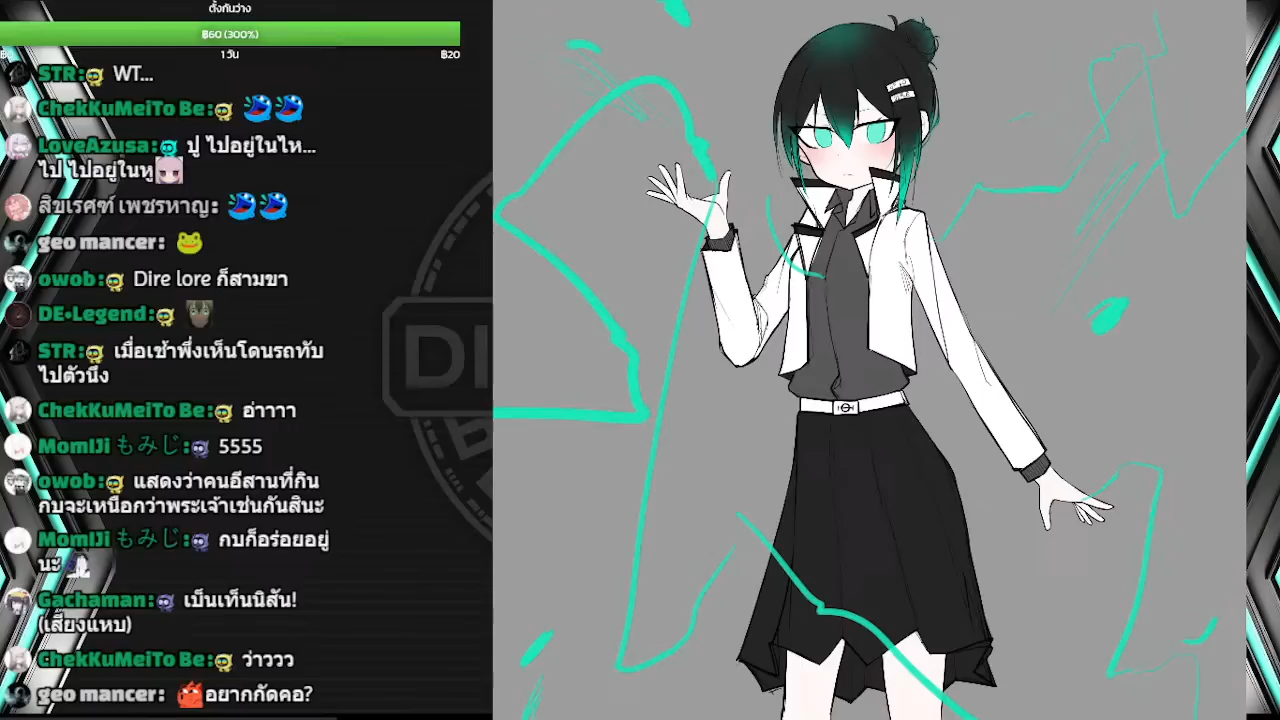 ตั้งกันว่าง
฿60 (300%)
฿0 1 วัน ฿20
STR: WT...
ChekKuMeiTo Be:
LoveAzusa: ปู ไปอยู่ในไห...
ไป ไปอยู่ในหู
สิขเรศฑ์ เพชรหาญ:
geo mancer:
owob: Dire lore ก็สามขา
DE•Legend:
STR: เมื่อเช้าพึ่งเห็นโดนรถทับ
ไปตัวนึง
ChekKuMeiTo Be: อ่าาาา
MomIJi もみじ: 5555
owob: แสดงว่าคนอีสานที่กิน
กบจะเหนือกว่าพระเจ้าเช่นกันสินะ
MomIJi もみじ: กบก็อร่อยอยู่
นะ
Gachaman: เบ็นเท็นนิสัน!
(เสียงแหบ)
ChekKuMeiTo Be: ว่าววว
geo mancer: อยากกัดคอ?
DI